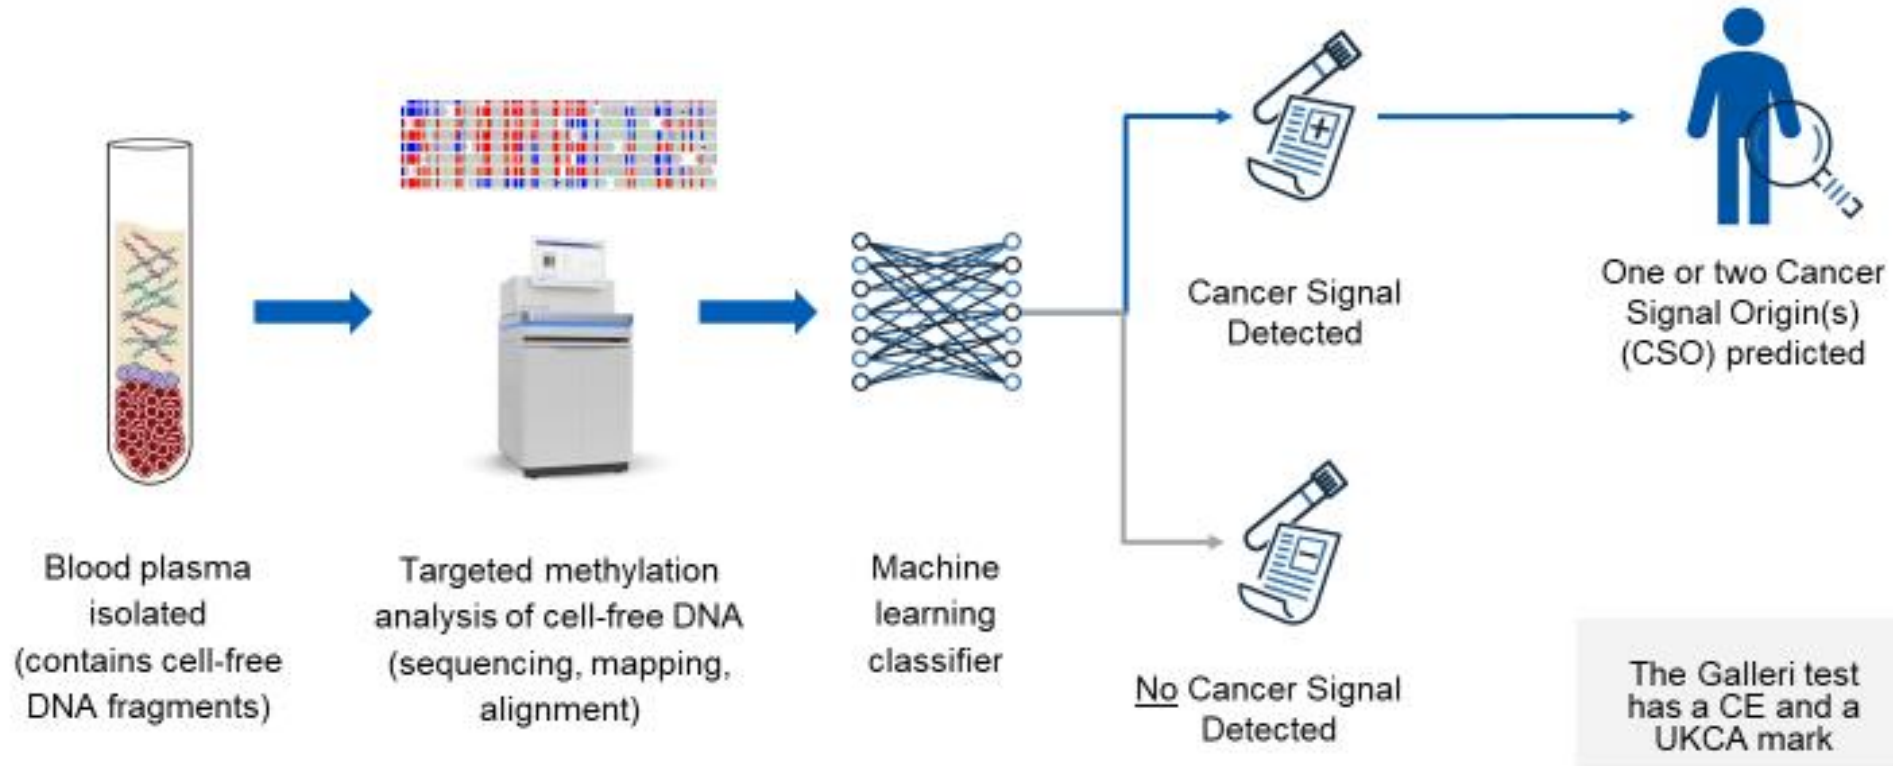 Blood plasma
isolated
(contains cell-free
DNA fragments)
Targeted methylation
analysis of cell-free DNA
(sequencing, mapping,
alignment)
Machine
learning
classifier
Cancer Signal
Detected
One or two Cancer
Signal Origin(s)
(CSO) predicted
No Cancer Signal
Detected
The Galleri test
has a CE and a
UKCA mark